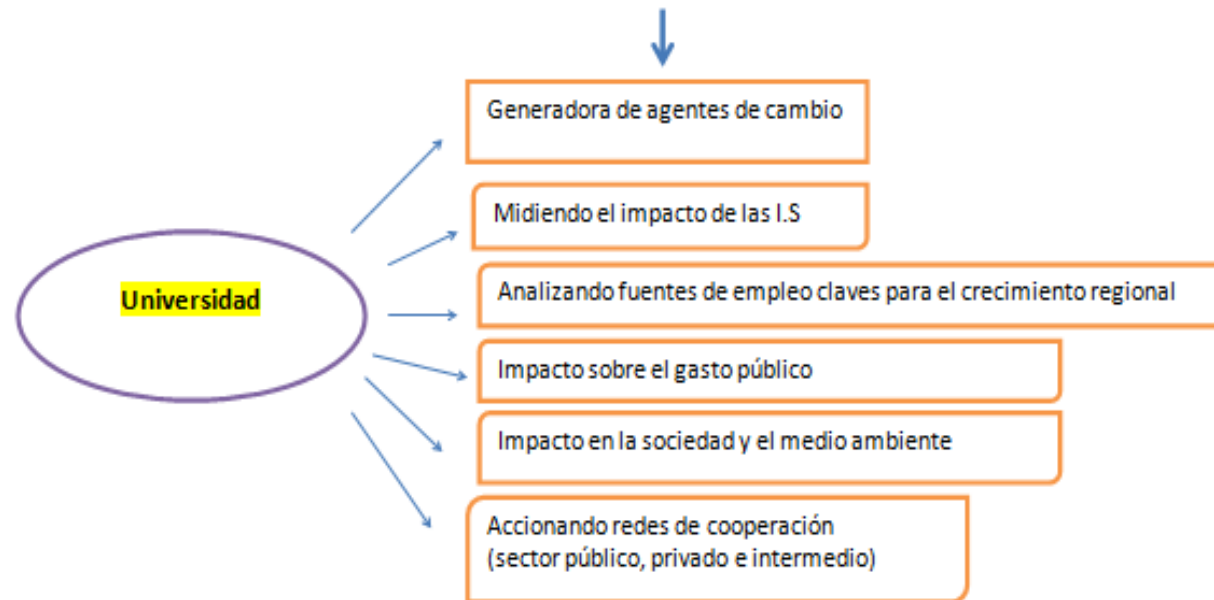 Generadora de agentes de cambio
Midiendo el impacto de las I.S
Universidad
Analizando fuentes de empleo claves para el crecimiento regional
Impacto sobre el gasto público
Impacto en la sociedad y el medio ambiente
Accionando redes de cooperación
(sector público, privado e intermedio)